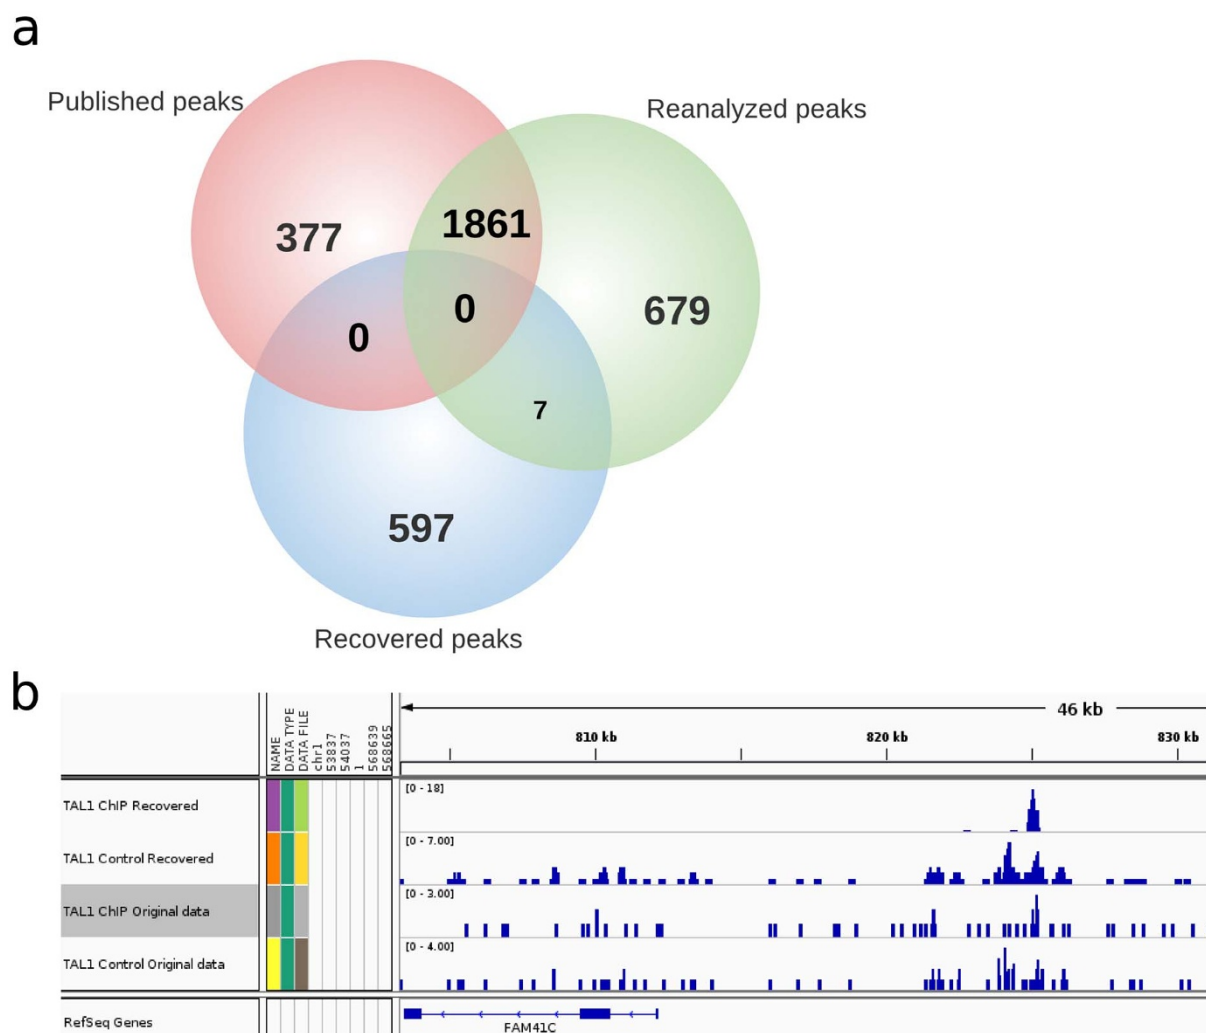 a
Published peaks
Reanalyzed peaks
377
1861
0
0
679
7
597
Recovered peaks
b
NAME
DATA TYPE
DATA FILE
chr1
53837
54037
1
568639
568665
46 kb
810 kb 820 kb 830 kb
TAL1 ChIP Recovered
[0 - 18]
TAL1 Control Recovered
[0 - 7.00]
TAL1 ChIP Original data
[0 - 3.00]
TAL1 Control Original data
[0 - 4.00]
RefSeq Genes
FAM41C